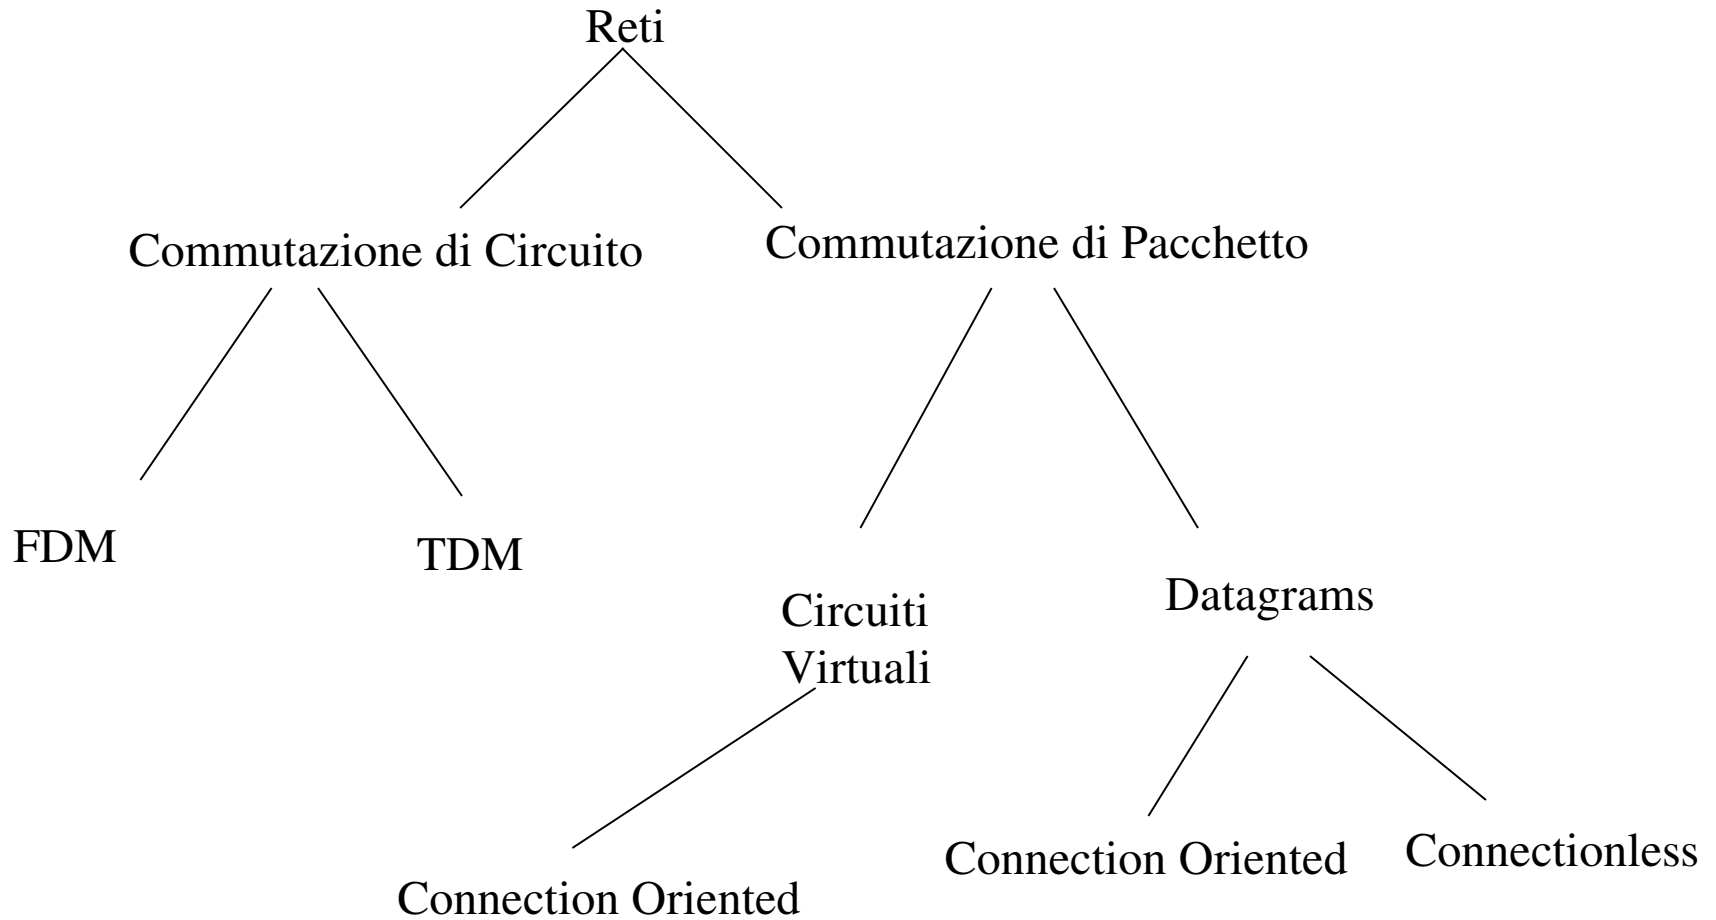 Reti
Commutazione di Circuito
Commutazione di Pacchetto
FDM
TDM
Circuiti
Virtuali
Datagrams
Connection Oriented
Connection Oriented
Connectionless